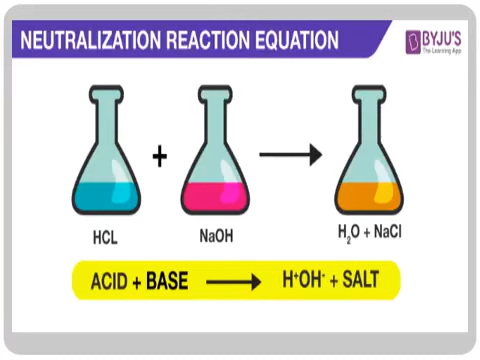 NEUTRALIZATION REACTION EQUATION
BYJU'S
The Learning App
+
HCL
NaOH
H₂O + NaCl
ACID + BASE → H⁺OH⁻ + SALT